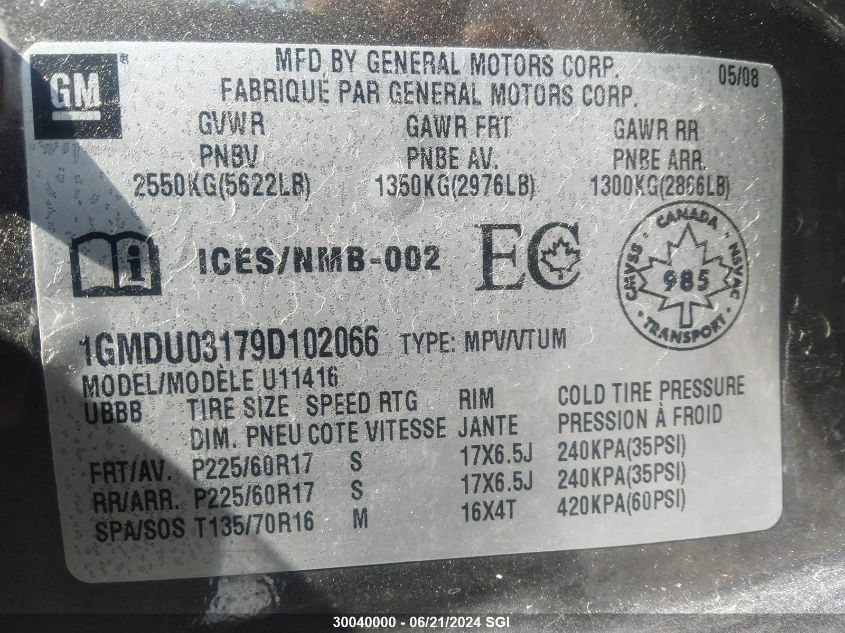 GM
MFD BY GENERAL MOTORS CORP.
FABRIQUÉ PAR GENERAL MOTORS CORP.
05/08
GVWR GAWR FRT GAWR RR
PNBV PNBE AV. PNBE ARR.
2550KG(5622LB) 1350KG(2976LB) 1300KG(2866LB)
i ICES/NMB-002 EC
CANADA
CMVSS 985 NSVAC
TRANSPORT
1GMDU03179D102066 TYPE: MPV/VTUM
MODEL/MODÈLE U11416
UBBB TIRE SIZE SPEED RTG RIM COLD TIRE PRESSURE
DIM. PNEU COTE VITESSE JANTE PRESSION À FROID
FRT/AV. P225/60R17 S 17X6.5J 240KPA(35PSI)
RR/ARR. P225/60R17 S 17X6.5J 240KPA(35PSI)
SPA/SOS T135/70R16 M 16X4T 420KPA(60PSI)
30040000 - 06/21/2024 SGI